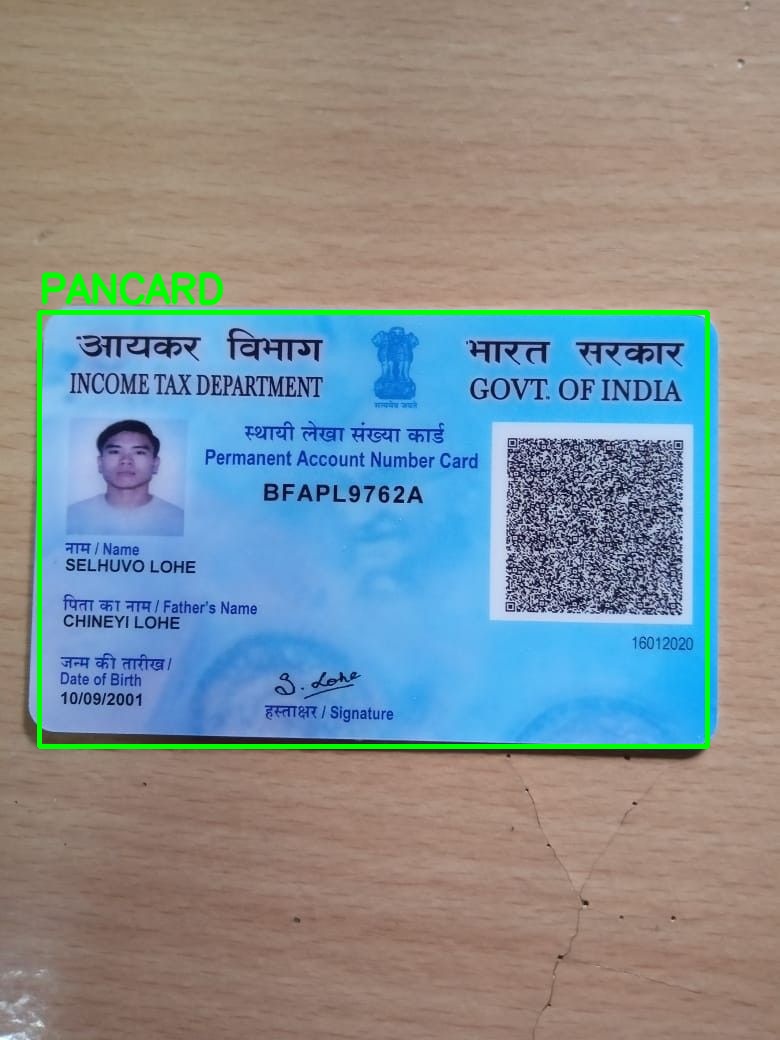 PANCARD
आयकर विभाग
INCOME TAX DEPARTMENT
भारत सरकार
GOVT. OF INDIA
सत्यमेव जयते
स्थायी लेखा संख्या कार्ड
Permanent Account Number Card
BFAPL9762A
नाम / Name
SELHUVO LOHE
पिता का नाम / Father's Name
CHINEYI LOHE
16012020
जन्म की तारीख /
Date of Birth
10/09/2001
S. Lohe
हस्ताक्षर / Signature